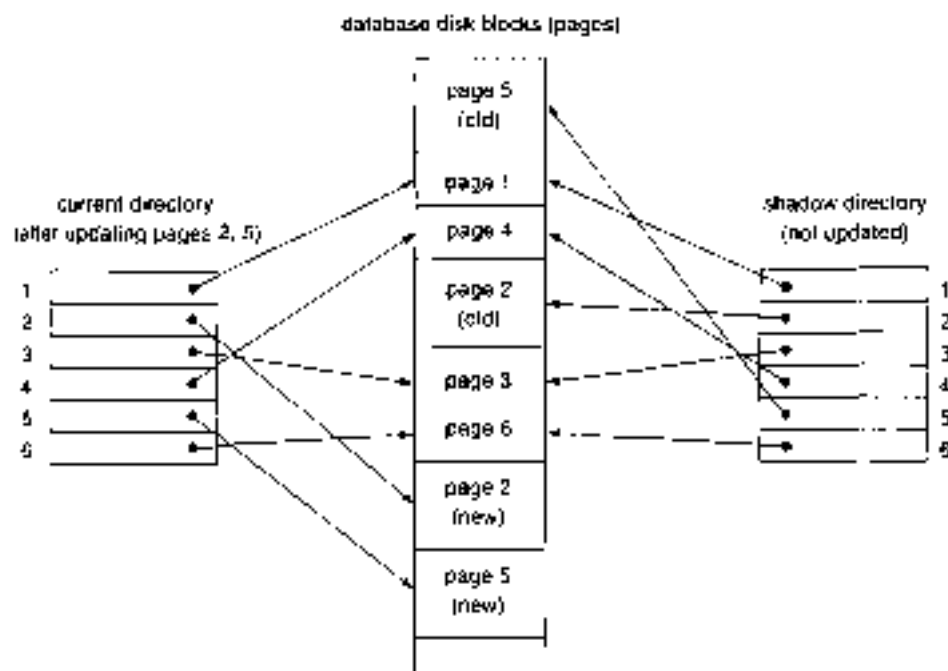 database disk blocks (pages)
page 5
(old)
page 1
page 4
page 2
(old)
page 3
page 6
page 2
(new)
page 5
(new)
current directory
(after updating pages 2, 5)
1
2
3
4
5
6
shadow directory
(not updated)
1
2
3
4
5
6